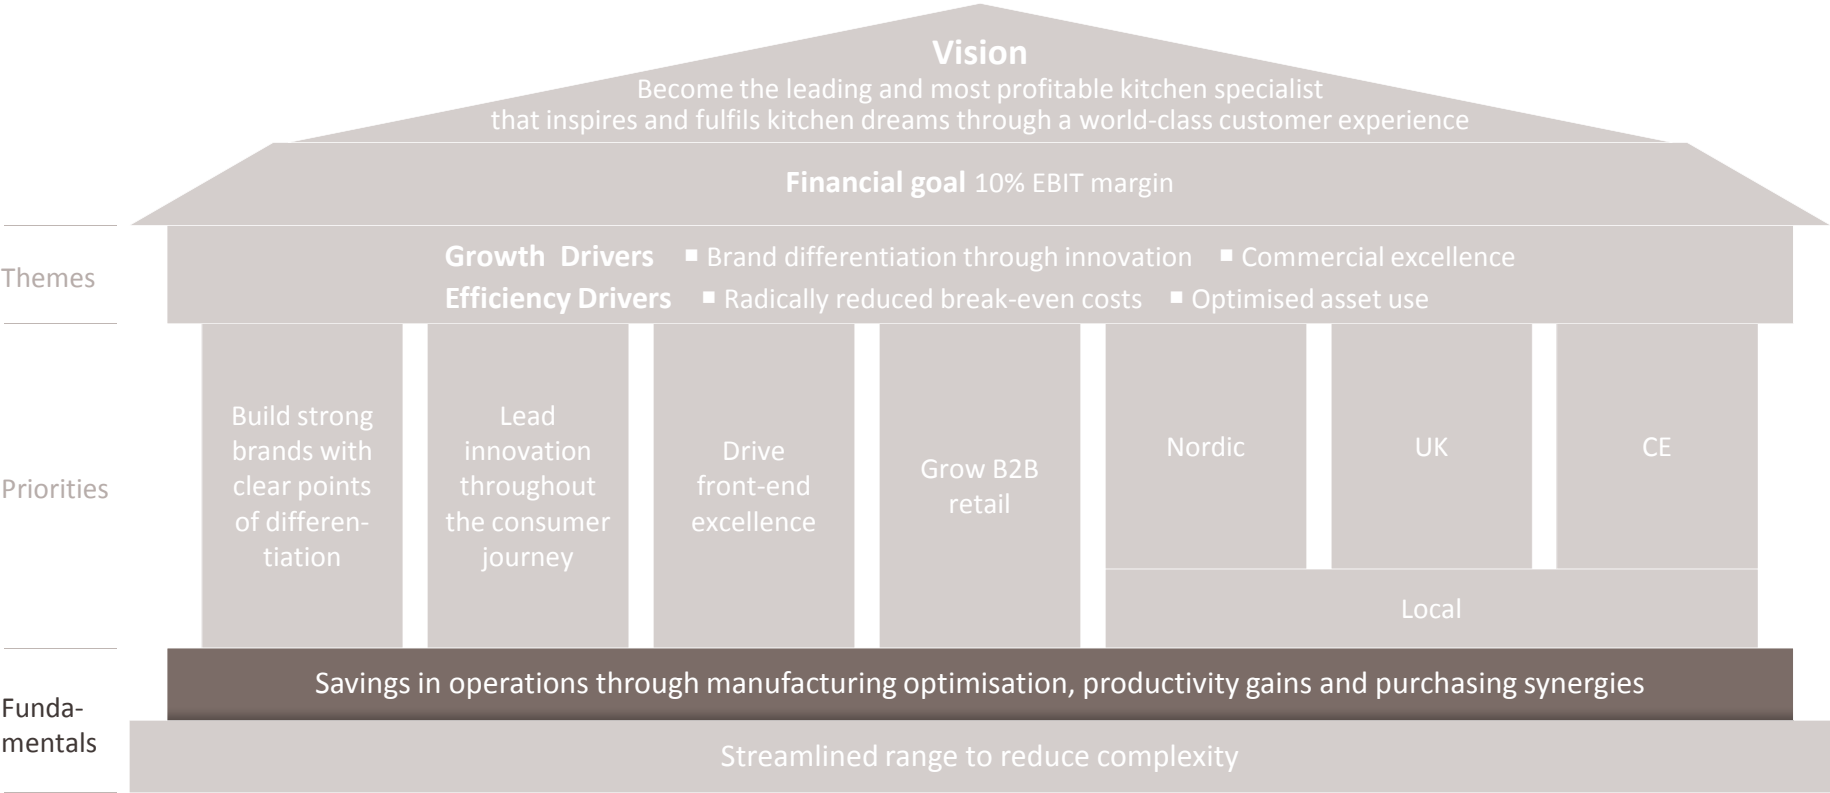 Vision
Become the leading and most profitable kitchen specialist
that inspires and fulfils kitchen dreams through a world-class customer experience
Financial goal 10% EBIT margin
Themes
Growth Drivers ▪ Brand differentiation through innovation ▪ Commercial excellence
Efficiency Drivers ▪ Radically reduced break-even costs ▪ Optimised asset use
Priorities
Build strong
brands with
clear points
of differen-
tiation
Lead
innovation
throughout
the consumer
journey
Drive
front-end
excellence
Grow B2B
retail
Nordic
UK
CE
Local
Funda-
mentals
Savings in operations through manufacturing optimisation, productivity gains and purchasing synergies
Streamlined range to reduce complexity